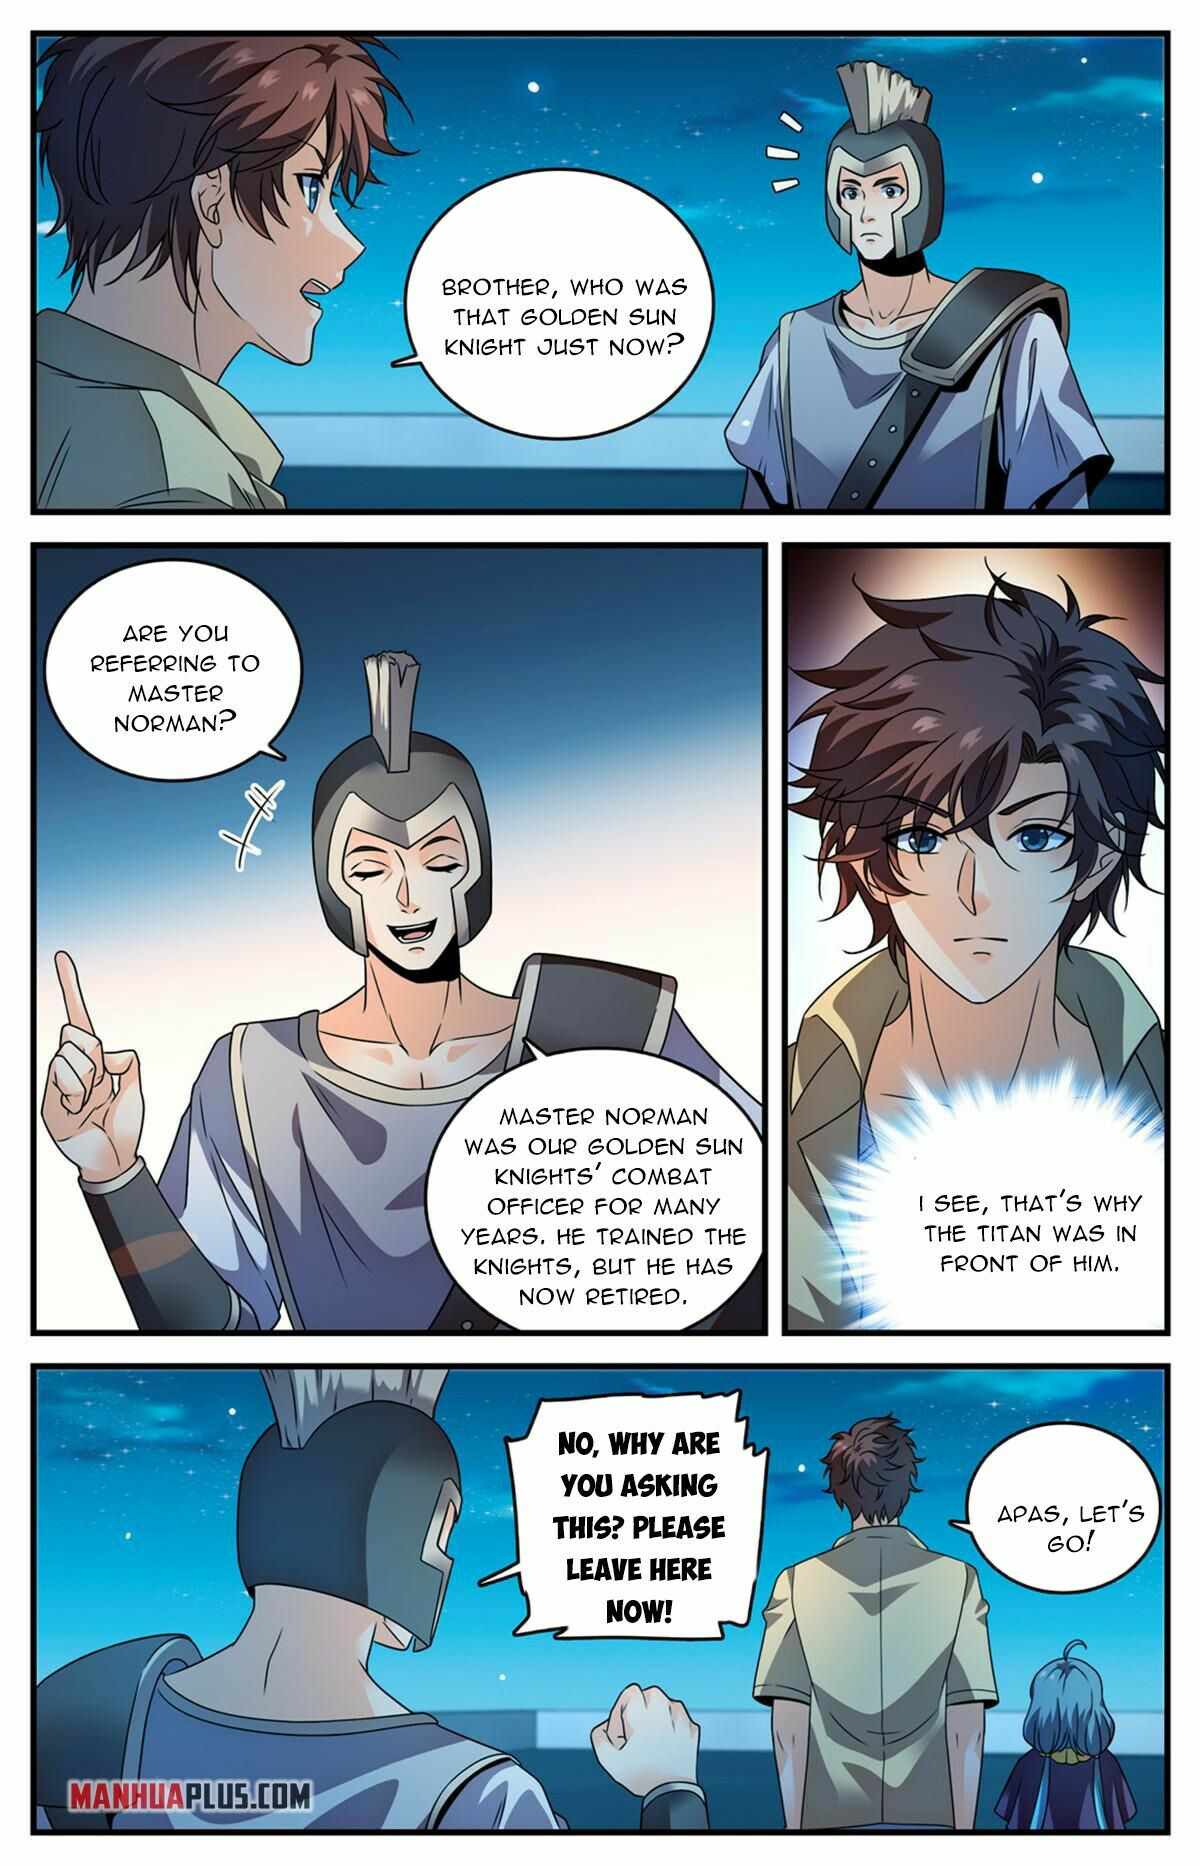 BROTHER, WHO WAS
THAT GOLDEN SUN
KNIGHT JUST NOW?
ARE YOU
REFERRING TO
MASTER
NORMAN?
MASTER NORMAN
WAS OUR GOLDEN SUN
KNIGHTS' COMBAT
OFFICER FOR MANY
YEARS. HE TRAINED THE
KNIGHTS, BUT HE HAS
NOW RETIRED.
I SEE, THAT'S WHY
THE TITAN WAS IN
FRONT OF HIM.
NO, WHY ARE
YOU ASKING
THIS? PLEASE
LEAVE HERE
NOW!
APAS, LET'S
GO!
MANHUAPLUS.COM